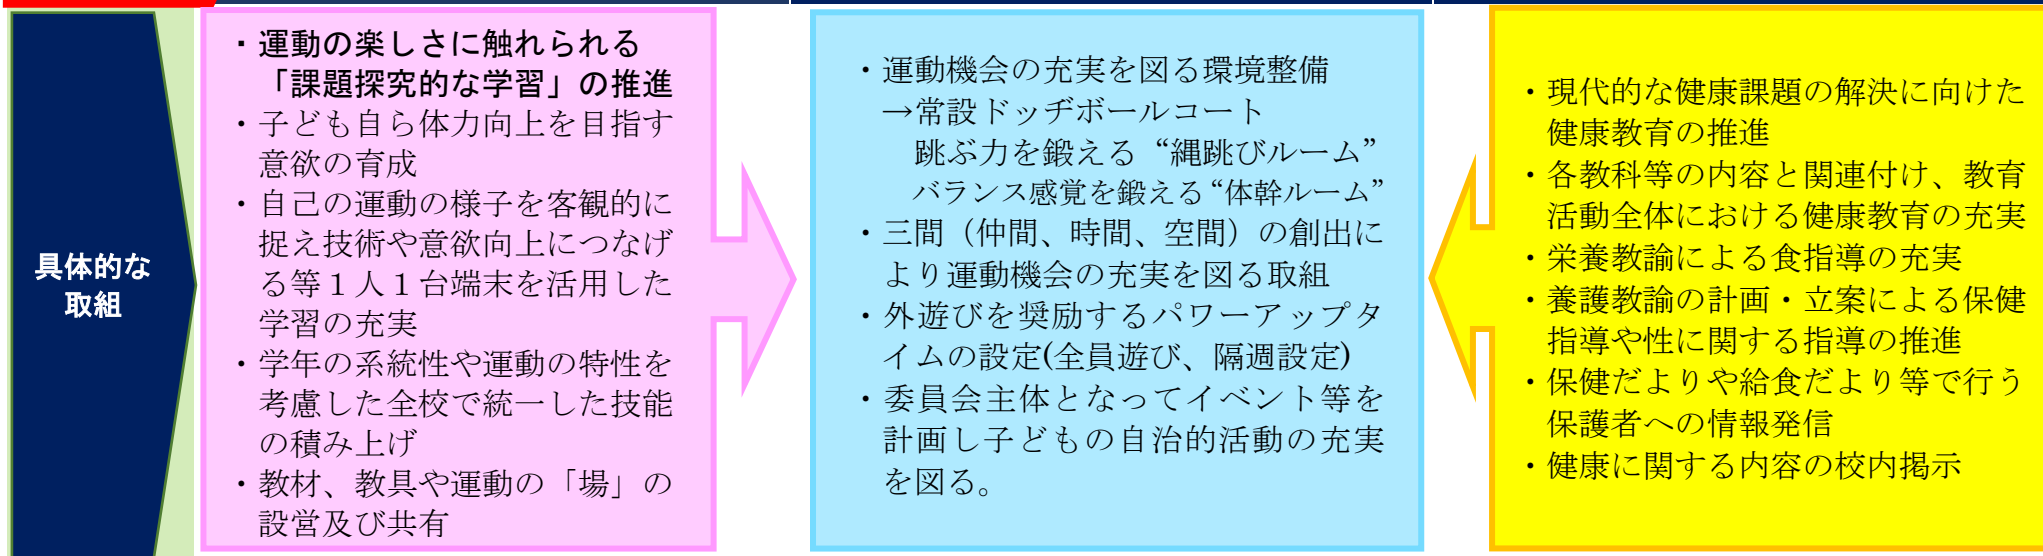 具体的な
取組
・運動の楽しさに触れられる
「課題探究的な学習」の推進
・子ども自ら体力向上を目指す
意欲の育成
・自己の運動の様子を客観的に
捉え技術や意欲向上につなげ
る等１人１台端末を活用した
学習の充実
・学年の系統性や運動の特性を
考慮した全校で統一した技能
の積み上げ
・教材、教具や運動の「場」の
設営及び共有
・運動機会の充実を図る環境整備
→常設ドッヂボールコート
跳ぶ力を鍛える“縄跳びルーム”
バランス感覚を鍛える“体幹ルーム”
・三間（仲間、時間、空間）の創出に
より運動機会の充実を図る取組
・外遊びを奨励するパワーアップタ
イムの設定(全員遊び、隔週設定)
・委員会主体となってイベント等を
計画し子どもの自治的活動の充実
を図る。
・現代的な健康課題の解決に向けた
健康教育の推進
・各教科等の内容と関連付け、教育
活動全体における健康教育の充実
・栄養教諭による食指導の充実
・養護教諭の計画・立案による保健
指導や性に関する指導の推進
・保健だよりや給食だより等で行う
保護者への情報発信
・健康に関する内容の校内掲示